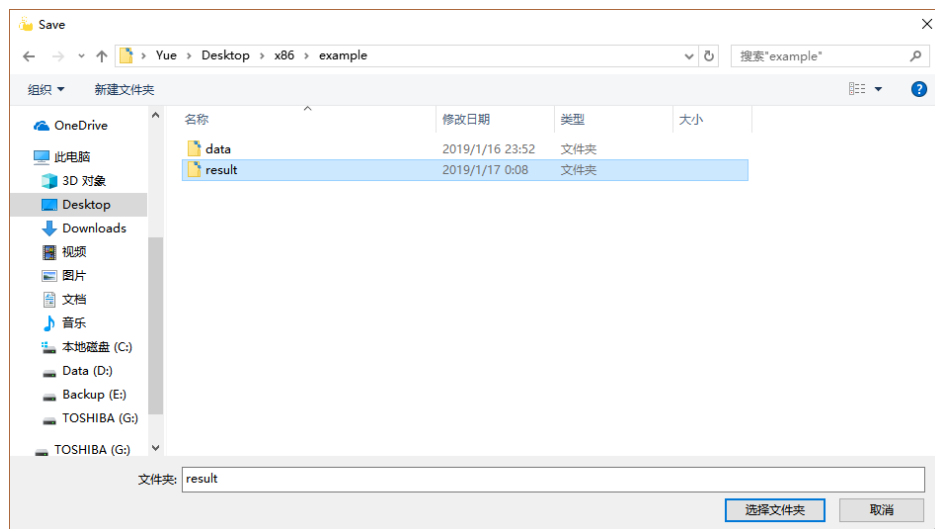 Save
Yue › Desktop › x86 › example
搜索"example"
组织
新建文件夹
名称
修改日期
类型
大小
data
2019/1/16 23:52
文件夹
result
2019/1/17 0:08
文件夹
OneDrive
此电脑
3D 对象
Desktop
Downloads
视频
图片
文档
音乐
本地磁盘 (C:)
Data (D:)
Backup (E:)
TOSHIBA (G:)
TOSHIBA (G:)
文件夹: result
选择文件夹
取消